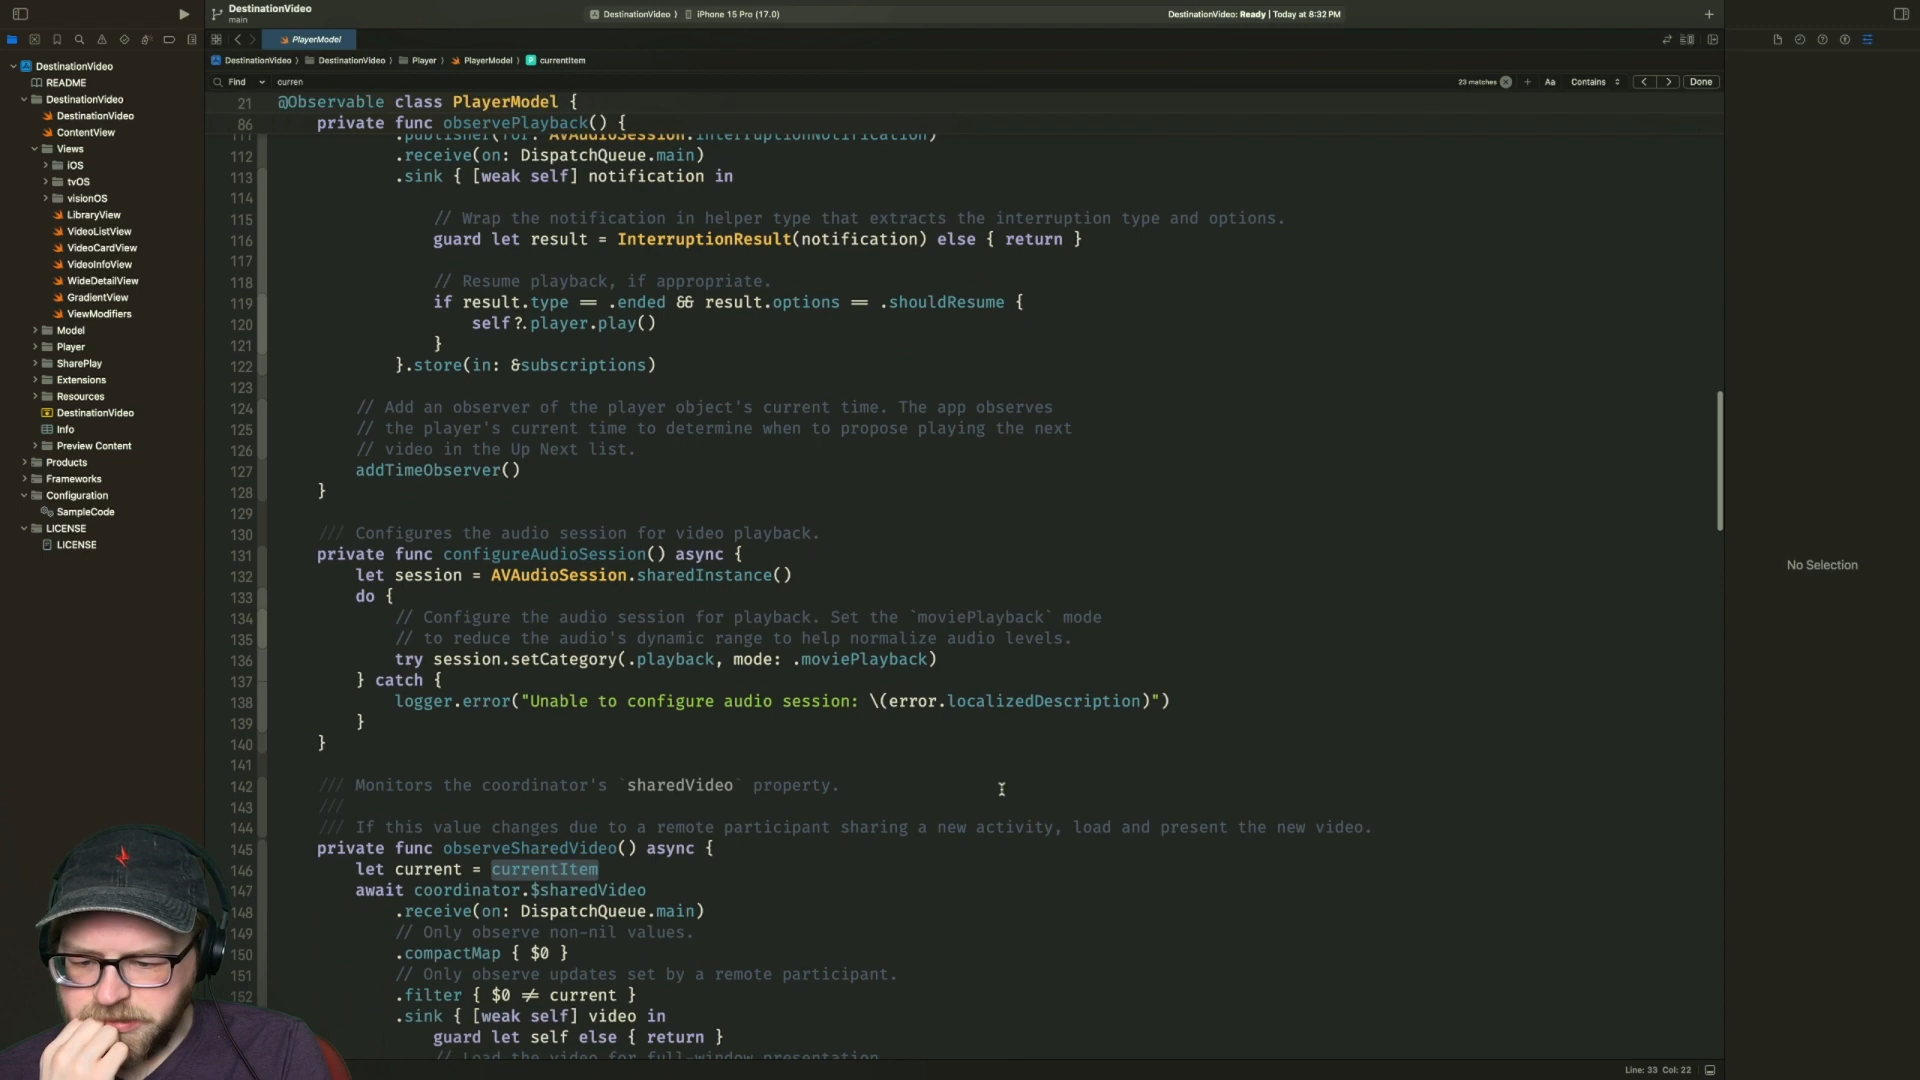 DestinationVideo
main
DestinationVideo 〉 iPhone 15 Pro (17.0)
DestinationVideo: Ready | Today at 8:32 PM
PlayerModel
DestinationVideo 〉 DestinationVideo 〉 Player 〉 PlayerModel 〉 currentItem
Find curren 23 matches Aa Contains Done
DestinationVideo
README
DestinationVideo
DestinationVideo
ContentView
Views
iOS
tvOS
visionOS
LibraryView
VideoListView
VideoCardView
VideoInfoView
WideDetailView
GradientView
ViewModifiers
Model
Player
SharePlay
Extensions
Resources
DestinationVideo
Info
Preview Content
Products
Frameworks
Configuration
SampleCode
LICENSE
LICENSE
21 @Observable class PlayerModel {
86 private func observePlayback() {
111 .publisher(for: AVAudioSession.interruptionNotification)
112 .receive(on: DispatchQueue.main)
113 .sink { [weak self] notification in
114
115 // Wrap the notification in helper type that extracts the interruption type and options.
116 guard let result = InterruptionResult(notification) else { return }
117
118 // Resume playback, if appropriate.
119 if result.type == .ended && result.options == .shouldResume {
120 self?.player.play()
121 }
122 }.store(in: &subscriptions)
123
124 // Add an observer of the player object's current time. The app observes
125 // the player's current time to determine when to propose playing the next
126 // video in the Up Next list.
127 addTimeObserver()
128 }
129
130 /// Configures the audio session for video playback.
131 private func configureAudioSession() async {
132 let session = AVAudioSession.sharedInstance()
133 do {
134 // Configure the audio session for playback. Set the `moviePlayback` mode
135 // to reduce the audio's dynamic range to help normalize audio levels.
136 try session.setCategory(.playback, mode: .moviePlayback)
137 } catch {
138 logger.error("Unable to configure audio session: \(error.localizedDescription)")
139 }
140 }
141
142 /// Monitors the coordinator's `sharedVideo` property.
143 ///
144 /// If this value changes due to a remote participant sharing a new activity, load and present the new video.
145 private func observeSharedVideo() async {
146 let current = currentItem
147 await coordinator.$sharedVideo
148 .receive(on: DispatchQueue.main)
149 // Only observe non-nil values.
150 .compactMap { $0 }
151 // Only observe updates set by a remote participant.
152 .filter { $0 != current }
.sink { [weak self] video in
guard let self else { return }
// Load the video for full-window presentation
No Selection
Line: 33 Col: 22